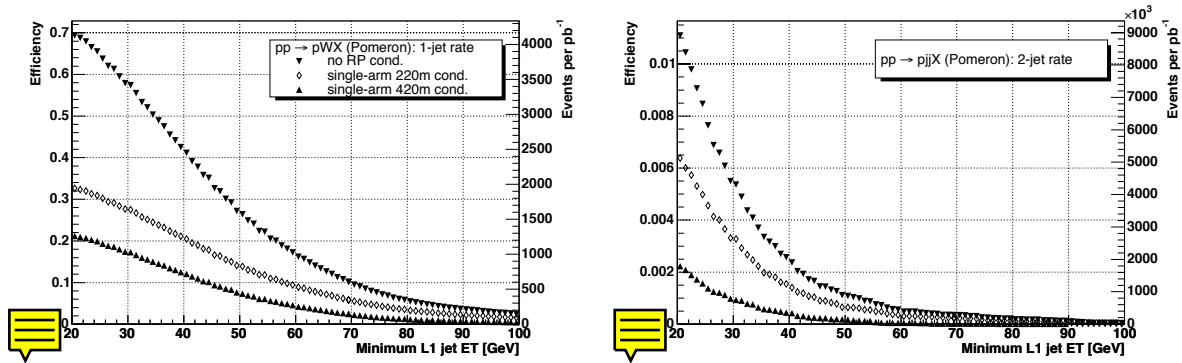 Efficiency
0.7
0.6
0.5
0.4
0.3
0.2
0.1
0
20 30 40 50 60 70 80 90 100
Minimum L1 jet ET [GeV]
pp → pWX (Pomeron): 1-jet rate
no RP cond.
single-arm 220m cond.
single-arm 420m cond.
4000
3500
3000
2500
2000
1500
1000
500
0
Events per pb⁻¹
Efficiency
0.01
0.008
0.006
0.004
0.002
0
20 30 40 50 60 70 80 90 100
Minimum L1 jet ET [GeV]
pp → pjjX (Pomeron): 2-jet rate
×10³
9000
8000
7000
6000
5000
4000
3000
2000
1000
0
Events per pb⁻¹